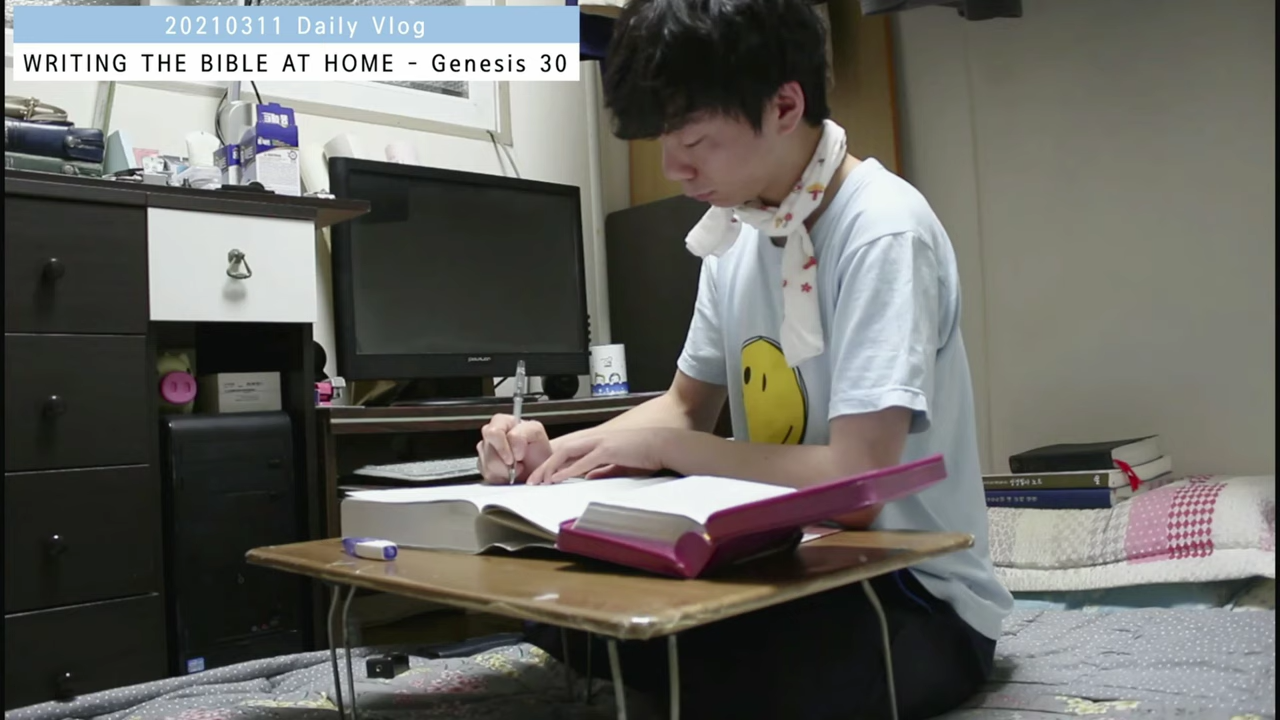 20210311 Daily Vlog
WRITING THE BIBLE AT HOME - Genesis 30